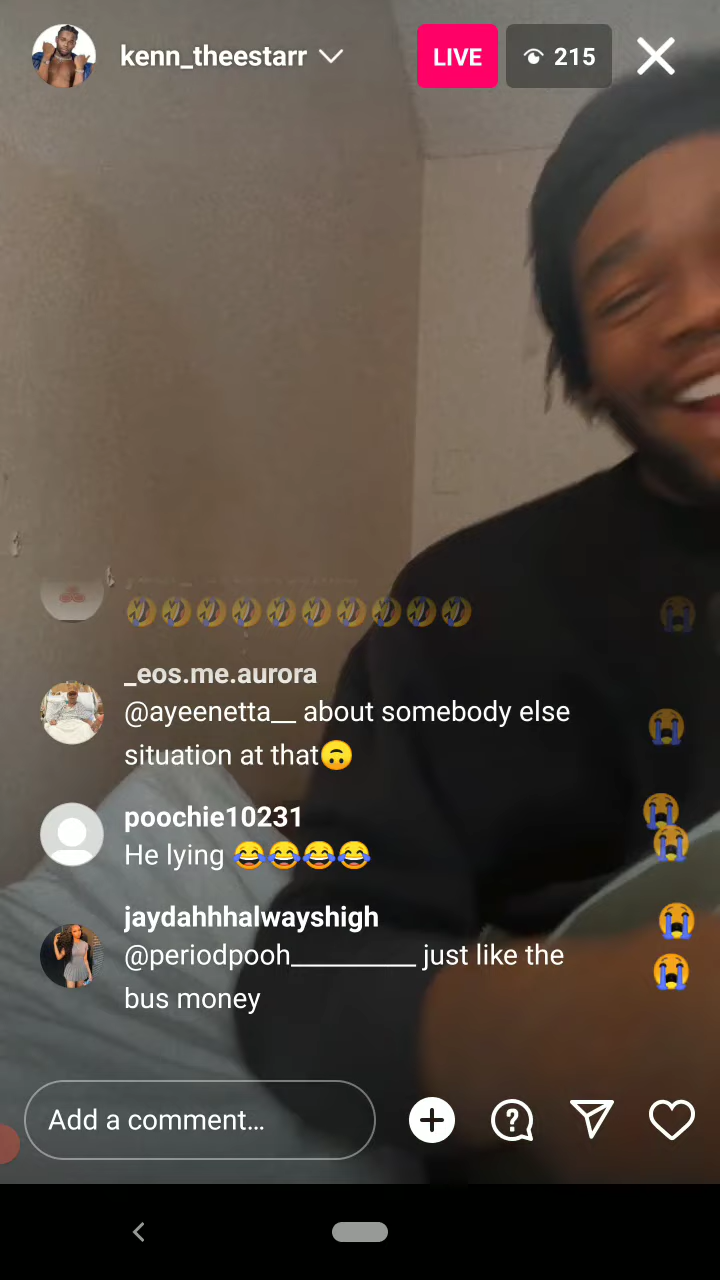 kenn_theestarr
LIVE
215
🤣🤣🤣🤣🤣🤣🤣🤣🤣🤣
_eos.me.aurora
@ayeenetta__ about somebody else
situation at that🙃
poochie10231
He lying 😂😂😂😂
jaydahhhalwayshigh
@periodpooh__________ just like the
bus money
Add a comment...